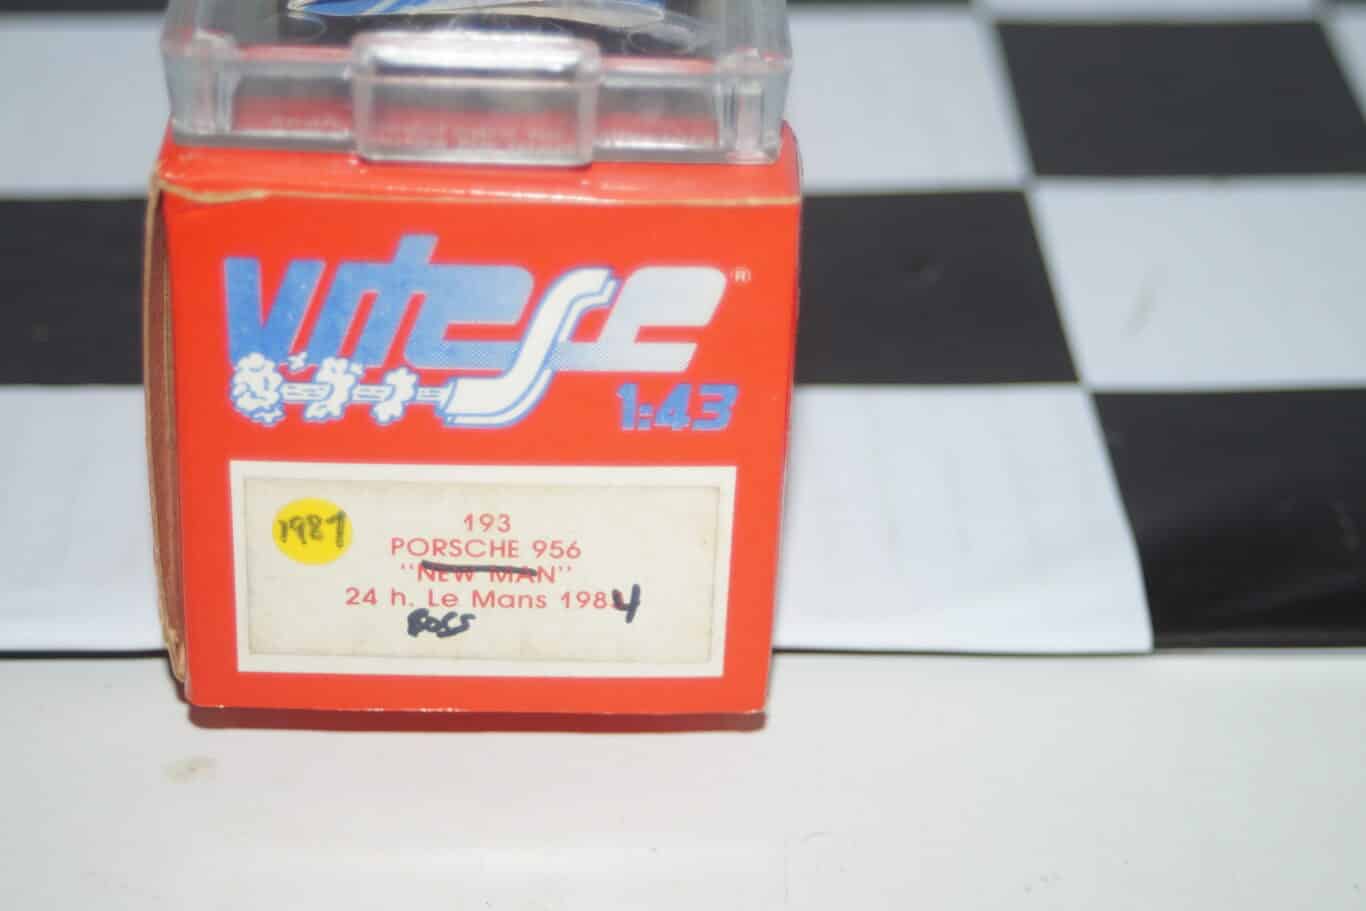 Vitesse ®
1:43
1987
193
PORSCHE 956
"NEW MAN"
24 h. Le Mans 1984
BOSS